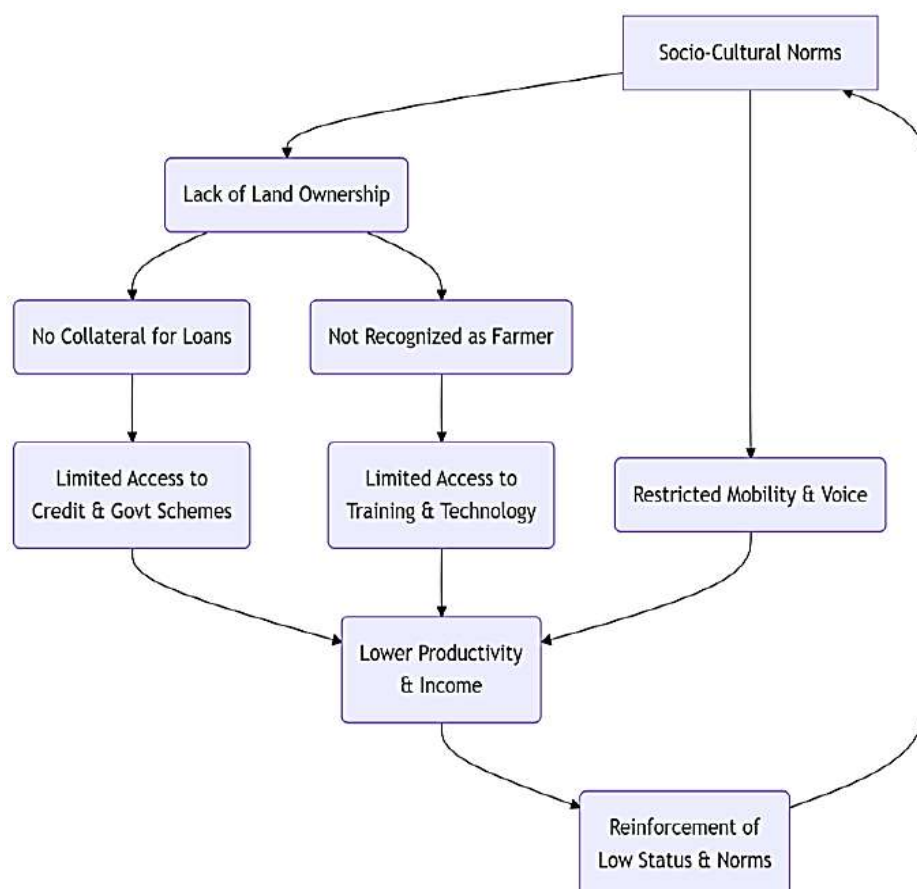 Socio-Cultural Norms
Lack of Land Ownership
No Collateral for Loans
Not Recognized as Farmer
Limited Access to
Credit & Govt Schemes
Limited Access to
Training & Technology
Restricted Mobility & Voice
Lower Productivity
& Income
Reinforcement of
Low Status & Norms